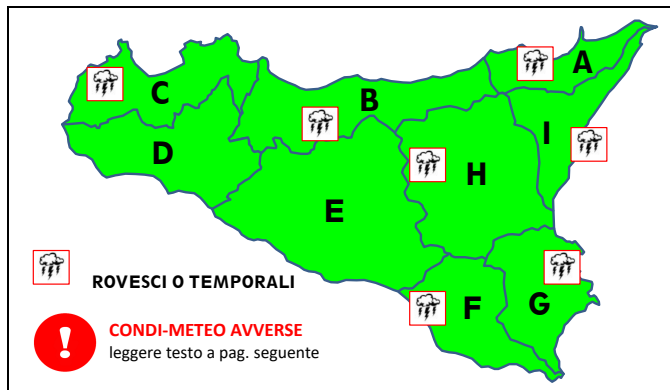 A
C
B
I
D
H
E
ROVESCI O TEMPORALI
F
G
! CONDI-METEO AVVERSE
leggere testo a pag. seguente